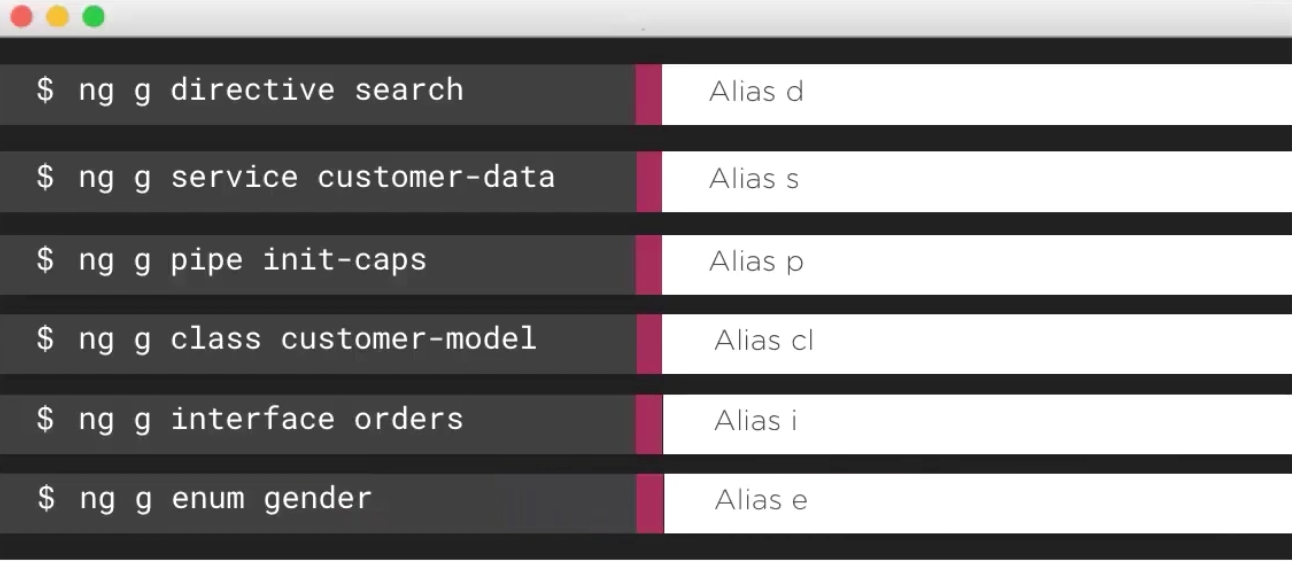 $ ng g directive search Alias d
$ ng g service customer-data Alias s
$ ng g pipe init-caps Alias p
$ ng g class customer-model Alias cl
$ ng g interface orders Alias i
$ ng g enum gender Alias e